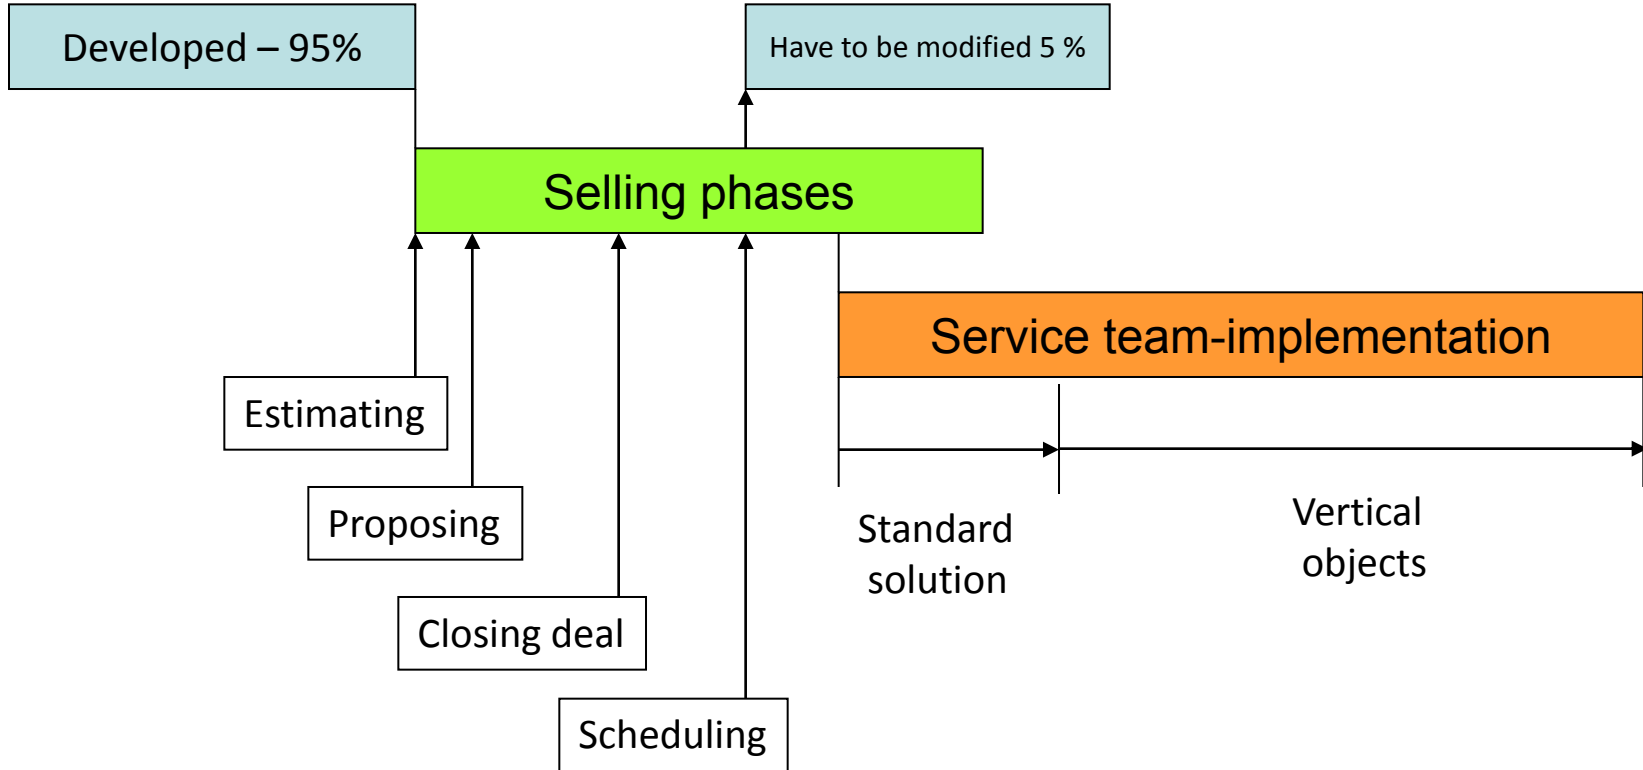 Developed – 95%
Have to be modified 5 %
Selling phases
Service team-implementation
Estimating
Proposing
Standard
solution
Vertical
objects
Closing deal
Scheduling